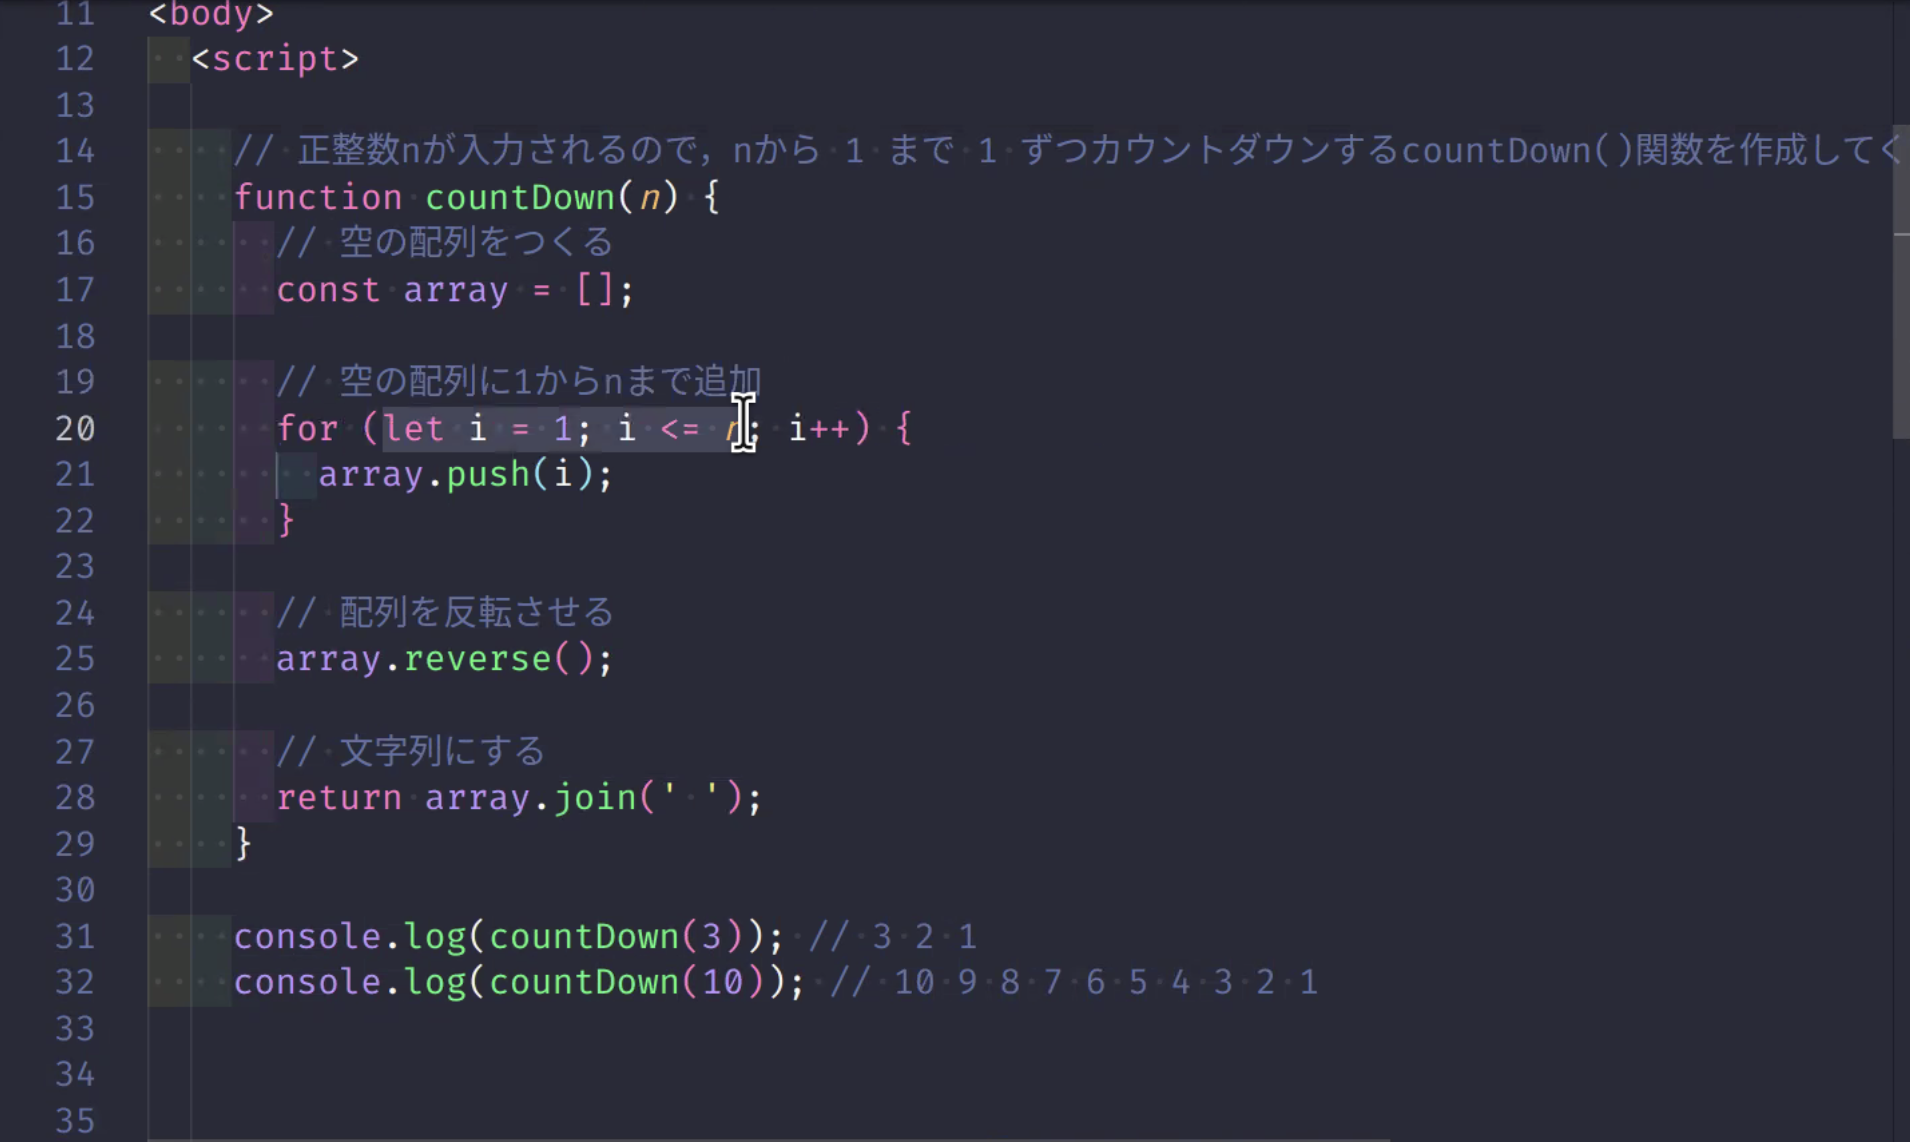 11 <body>
12 <script>
13
14 // 正整数nが入力されるので，nから 1 まで 1 ずつカウントダウンするcountDown()関数を作成してく
15 function countDown(n) {
16 // 空の配列をつくる
17 const array = [];
18
19 // 空の配列に1からnまで追加
20 for (let i = 1; i <= n; i++) {
21 array.push(i);
22 }
23
24 // 配列を反転させる
25 array.reverse();
26
27 // 文字列にする
28 return array.join(' ');
29 }
30
31 console.log(countDown(3)); // 3 2 1
32 console.log(countDown(10)); // 10 9 8 7 6 5 4 3 2 1
33
34
35